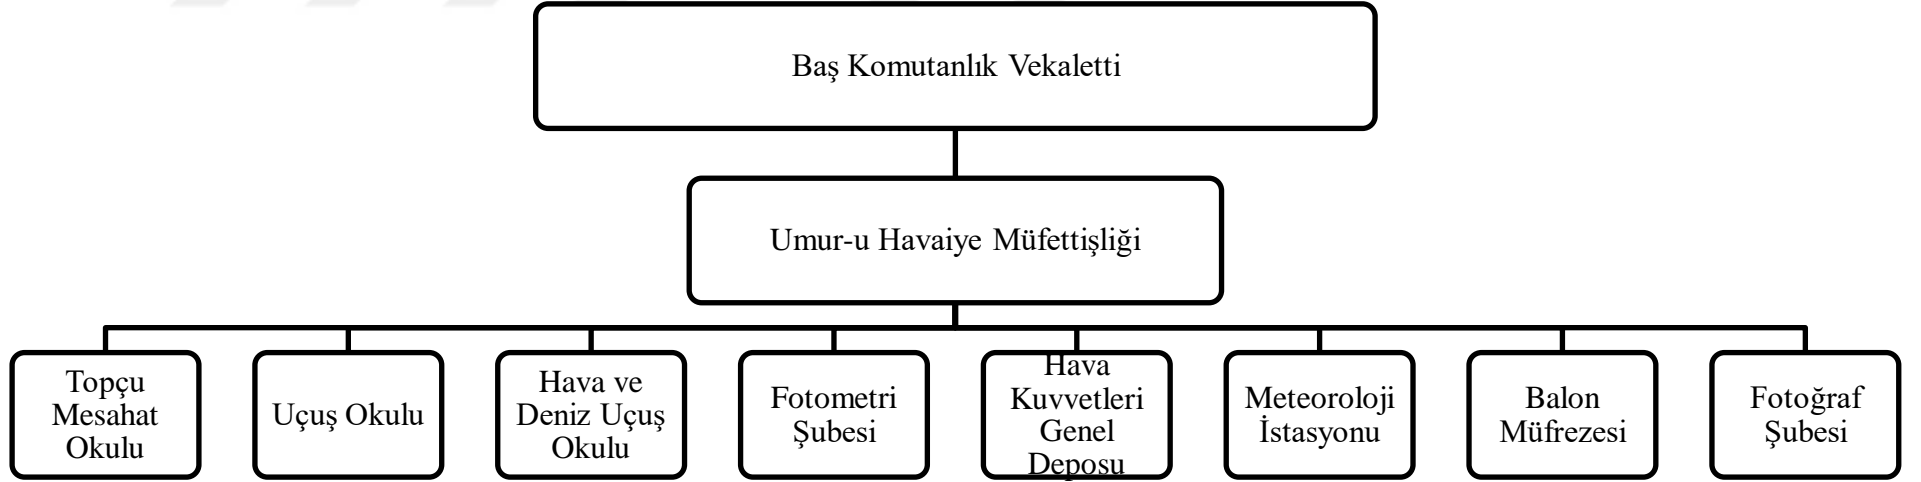 Baş Komutanlık Vekaletti
Umur-u Havaiye Müfettişliği
Topçu
Mesahat
Okulu
Uçuş Okulu
Hava ve
Deniz Uçuş
Okulu
Fotometri
Şubesi
Hava
Kuvvetleri
Genel
Deposu
Meteoroloji
İstasyonu
Balon
Müfrezesi
Fotoğraf
Şubesi